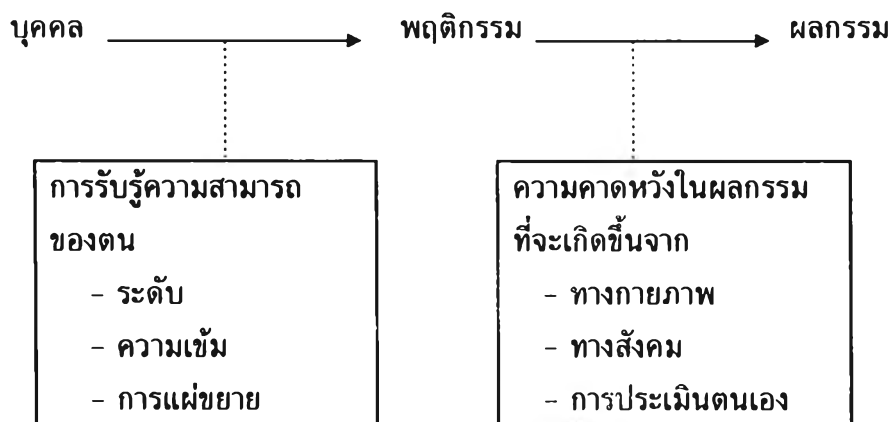 บุคคล พฤติกรรม ผลกรรม
การรับรู้ความสามารถ
ของตน
- ระดับ
- ความเข้ม
- การแผ่ขยาย
ความคาดหวังในผลกรรม
ที่จะเกิดขึ้นจาก
- ทางกายภาพ
- ทางสังคม
- การประเมินตนเอง